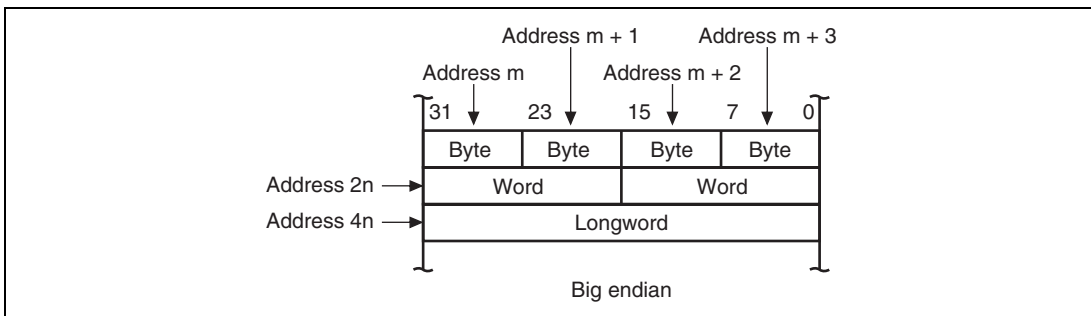 Address m + 1 Address m + 3
Address m Address m + 2
31 23 15 7 0
Byte Byte Byte Byte
Address 2n Word Word
Address 4n Longword
Big endian